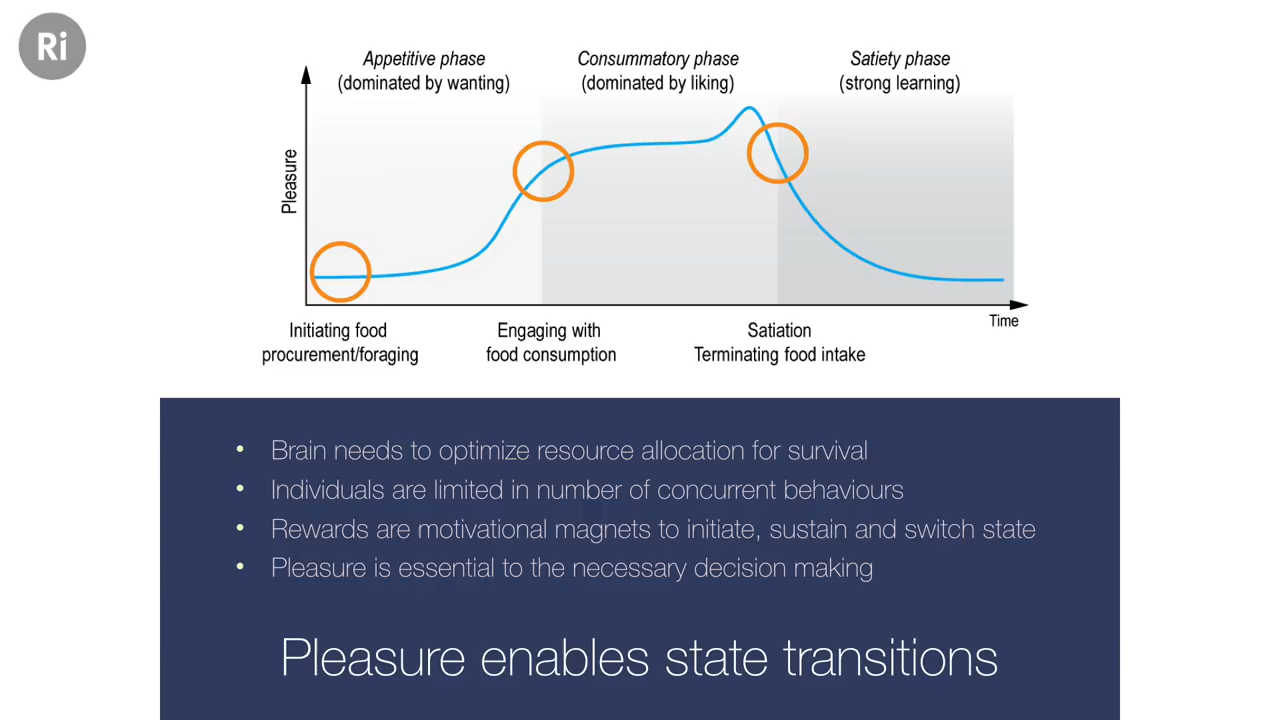 Ri
Appetitive phase
(dominated by wanting)
Consummatory phase
(dominated by liking)
Satiety phase
(strong learning)
Pleasure
Time
Initiating food
procurement/foraging
Engaging with
food consumption
Satiation
Terminating food intake
• Brain needs to optimize resource allocation for survival
• Individuals are limited in number of concurrent behaviours
• Rewards are motivational magnets to initiate, sustain and switch state
• Pleasure is essential to the necessary decision making
Pleasure enables state transitions